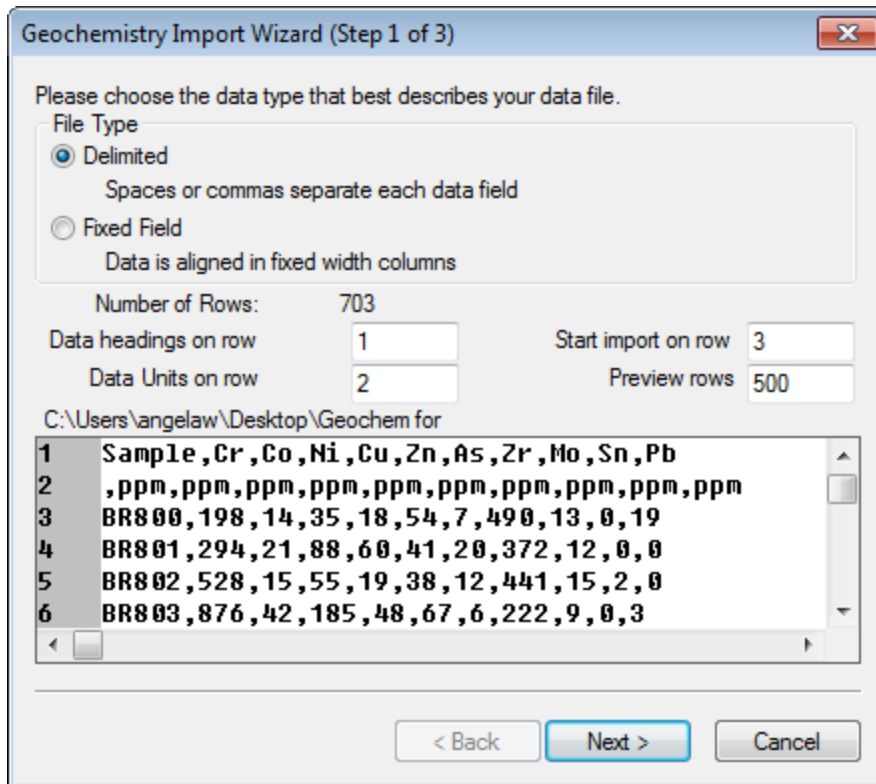 Geochemistry Import Wizard (Step 1 of 3)
Please choose the data type that best describes your data file.
File Type
Delimited
Spaces or commas separate each data field
Fixed Field
Data is aligned in fixed width columns
Number of Rows: 703
Data headings on row 1 Start import on row 3
Data Units on row 2 Preview rows 500
C:\Users\angelaw\Desktop\Geochem for
1 Sample,Cr,Co,Ni,Cu,Zn,As,Zr,Mo,Sn,Pb
2 ,ppm,ppm,ppm,ppm,ppm,ppm,ppm,ppm,ppm,ppm
3 BR800,198,14,35,18,54,7,490,13,0,19
4 BR801,294,21,88,60,41,20,372,12,0,0
5 BR802,528,15,55,19,38,12,441,15,2,0
6 BR803,876,42,185,48,67,6,222,9,0,3
< Back Next > Cancel